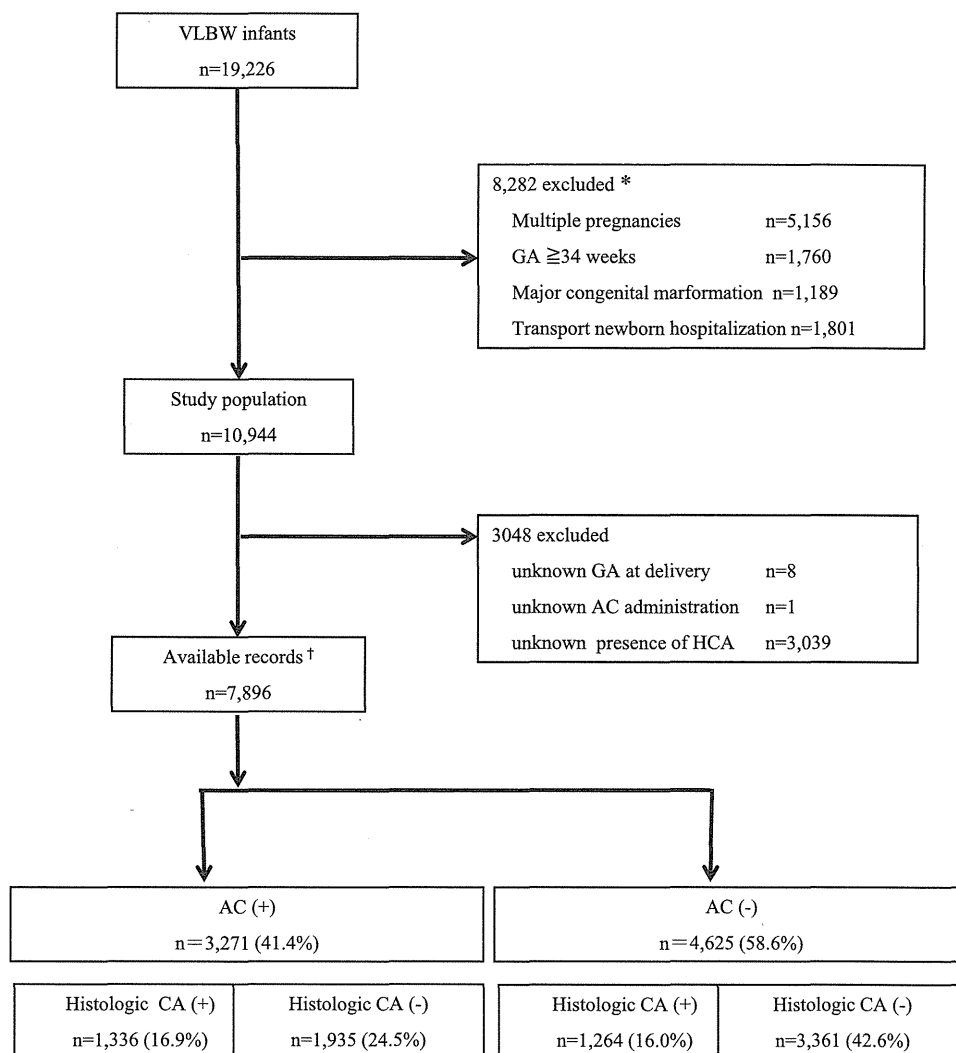 VLBW infants
n=19,226
8,282 excluded *
Multiple pregnancies n=5,156
GA ≧34 weeks n=1,760
Major congenital marformation n=1,189
Transport newborn hospitalization n=1,801
Study population
n=10,944
3048 excluded
unknown GA at delivery n=8
unknown AC administration n=1
unknown presence of HCA n=3,039
Available records †
n=7,896
AC (+)
n=3,271 (41.4%)
AC (-)
n=4,625 (58.6%)
Histologic CA (+)
n=1,336 (16.9%)
Histologic CA (-)
n=1,935 (24.5%)
Histologic CA (+)
n=1,264 (16.0%)
Histologic CA (-)
n=3,361 (42.6%)